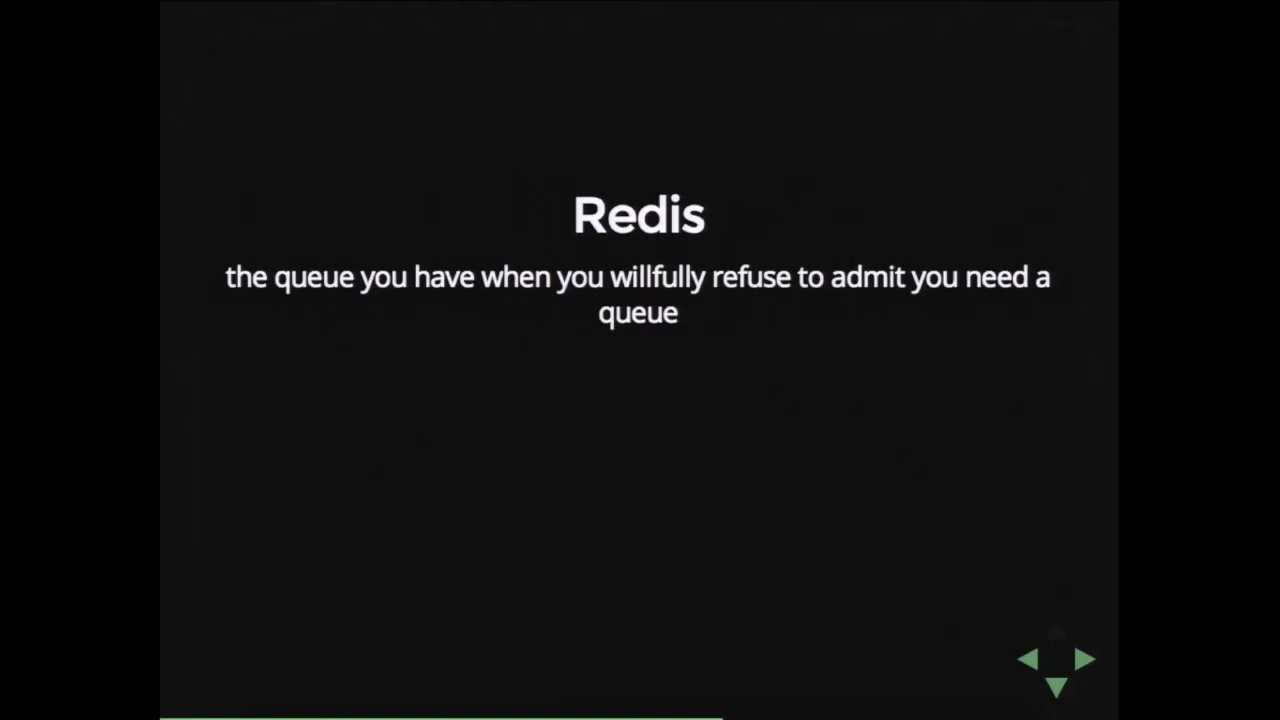 Redis
the queue you have when you willfully refuse to admit you need a
queue